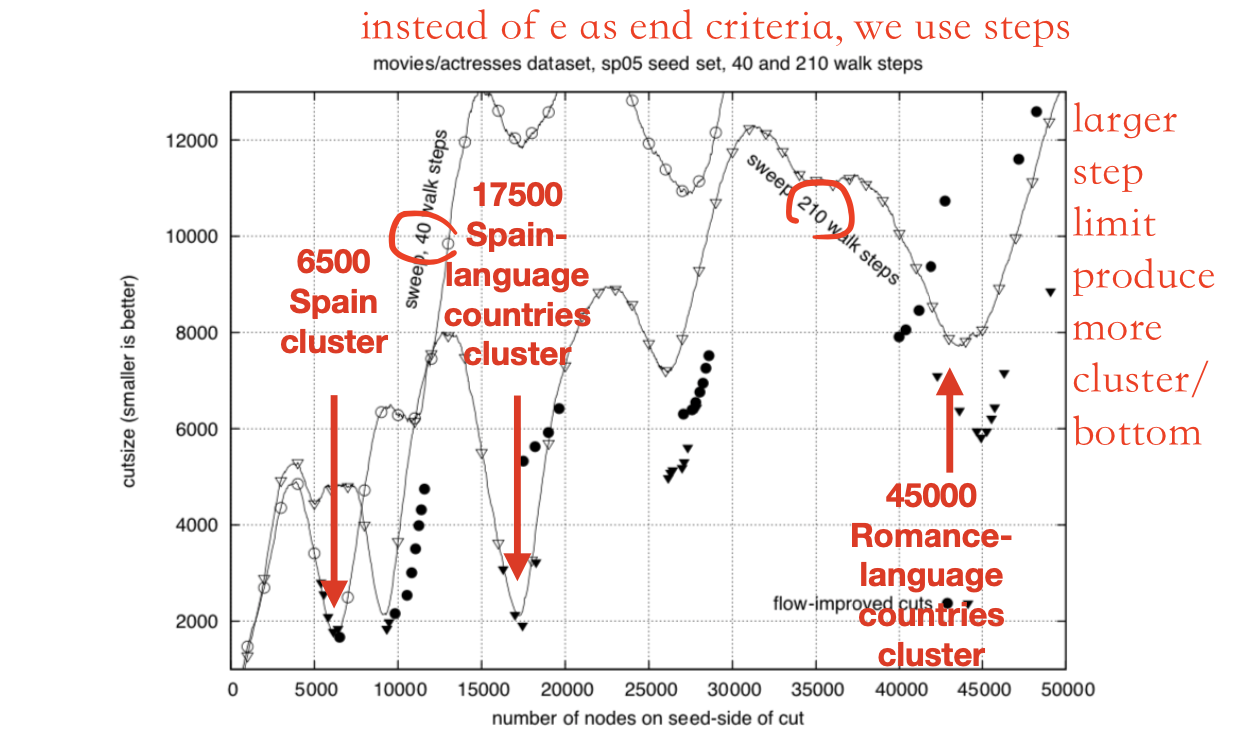 instead of e as end criteria, we use steps
movies/actresses dataset, sp05 seed set, 40 and 210 walk steps
cutsize (smaller is better)
12000
10000
8000
6000
4000
2000
sweep, 40 walk steps
6500
Spain
cluster
17500
Spain-
language
countries
cluster
sweep, 210 walk steps
larger
step
limit
produce
more
cluster/
bottom
45000
Romance-
language
countries
cluster
flow-improved cuts
0
5000
10000
15000
20000
25000
30000
35000
40000
45000
50000
number of nodes on seed-side of cut